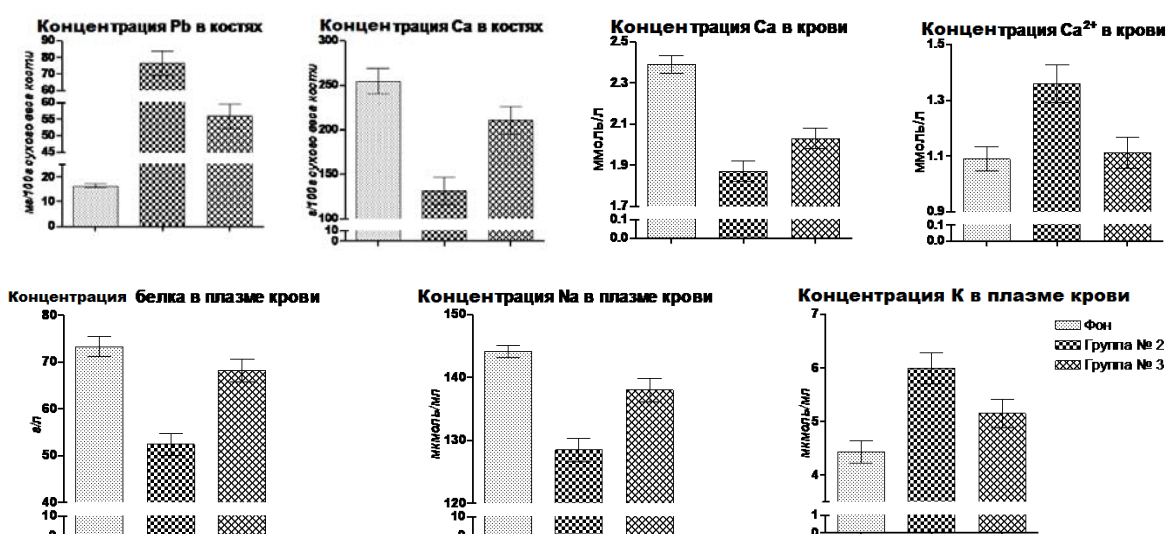 Концентрация Pb в костях
мг/100г сухого веса кости
90
80
70
60
60
55
50
45
20
10
0
Концентрация Ca в костях
г/100г сухого веса кости
300
250
200
150
100
10
0
Концентрация Ca в крови
ммоль/л
2.5
2.3
2.1
1.9
1.7
0.1
0.0
Концентрация Ca2+ в крови
ммоль/л
1.5
1.3
1.1
0.9
0.1
0.0
Концентрация белка в плазме крови
г/л
80
70
60
50
40
10
Концентрация Na в плазме крови
мкмоль/мл
150
140
130
120
10
Концентрация К в плазме крови
мкмоль/мл
7
6
5
4
1
0
Фон
Группа № 2
Группа № 3